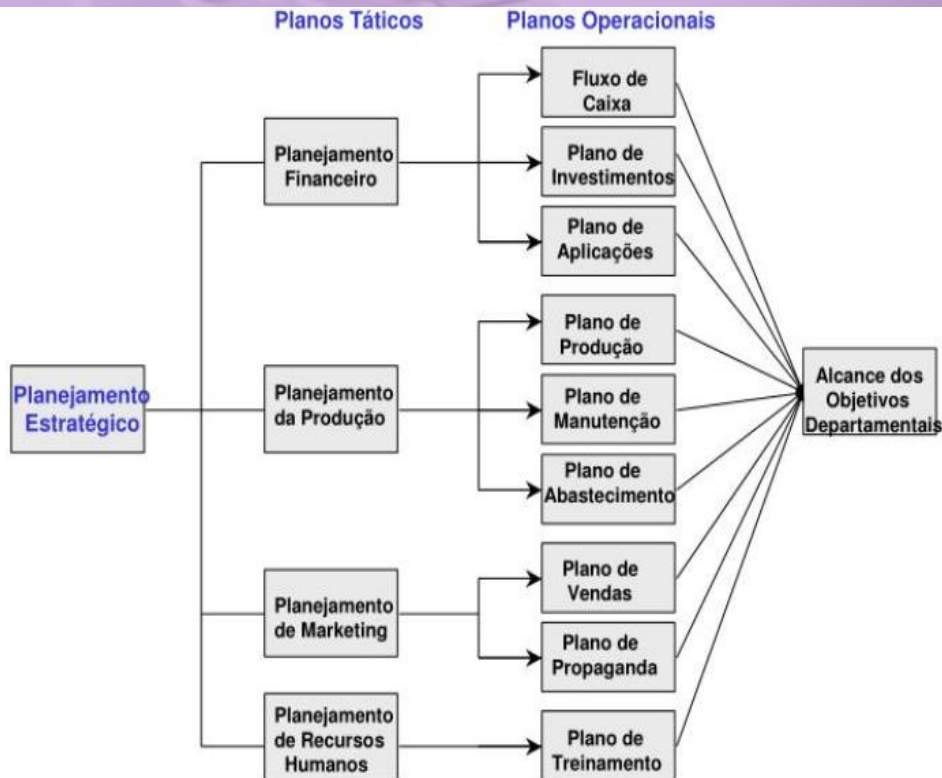 Planos Táticos
Planos Operacionais
Planejamento
Estratégico
Planejamento
Financeiro
Planejamento
da Produção
Planejamento
de Marketing
Planejamento
de Recursos
Humanos
Fluxo de
Caixa
Plano de
Investimentos
Plano de
Aplicações
Plano de
Produção
Plano de
Manutenção
Plano de
Abastecimento
Plano de
Vendas
Plano de
Propaganda
Plano de
Treinamento
Alcance dos
Objetivos
Departamentais